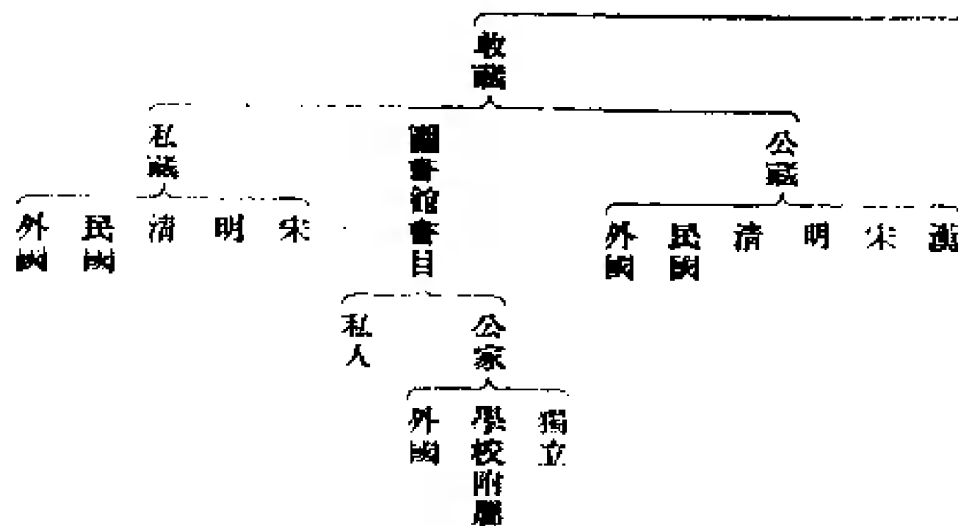 收藏
公藏
漢
宋
明
清
民國
外國
圖書館書目
公家
獨立
學校附屬
外國
私人
私藏
宋
明
清
民國
外國